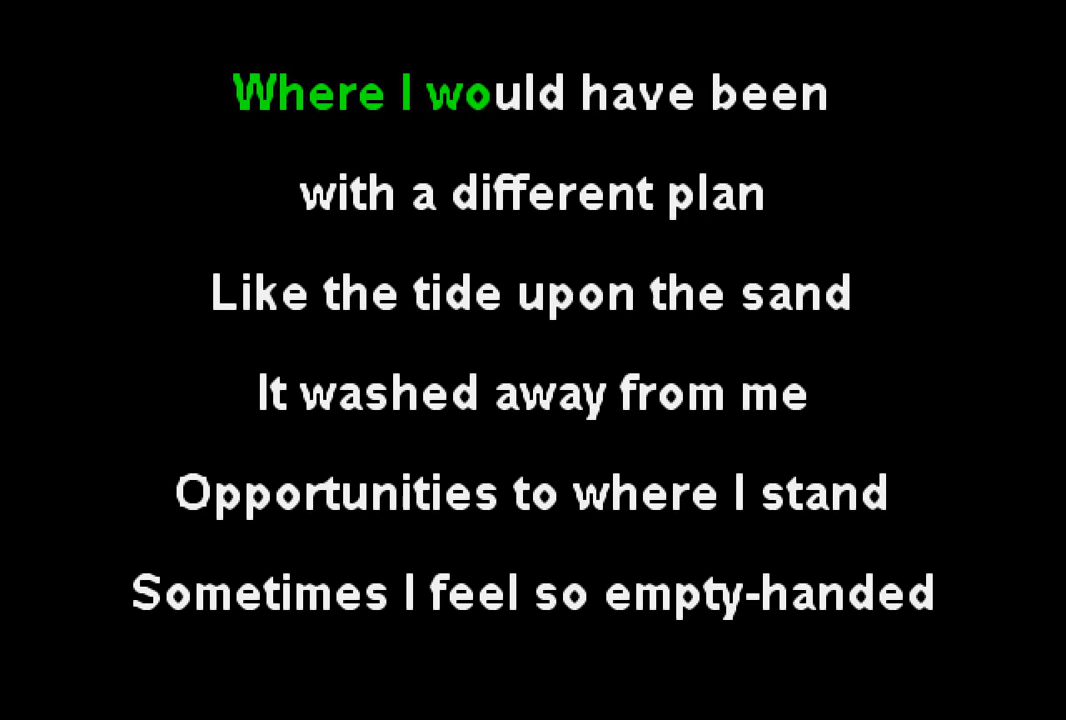 Where I would have been
with a different plan
Like the tide upon the sand
It washed away from me
Opportunities to where I stand
Sometimes I feel so empty-handed